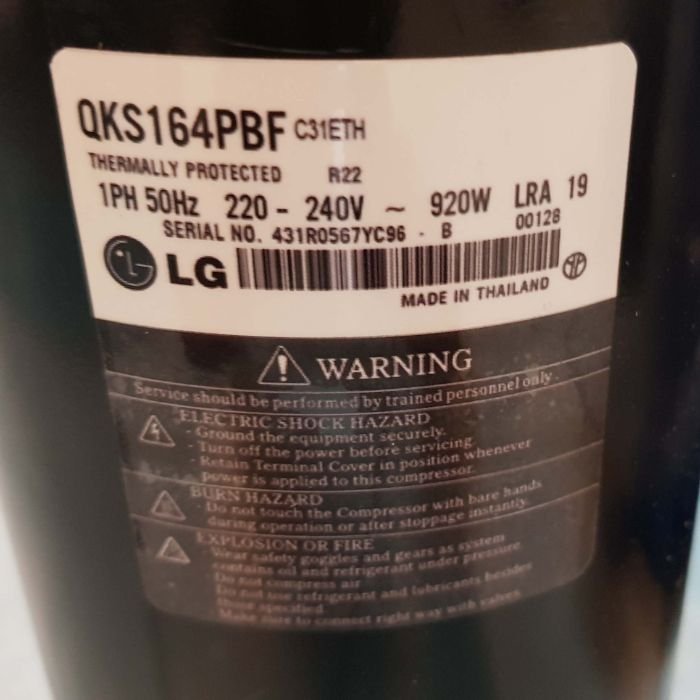 QKS164PBF C31ETH
THERMALLY PROTECTED R22
1PH 50Hz 220 - 240V ~ 920W LRA 19
SERIAL NO. 431R0567YC96 - B 00128
LG
MADE IN THAILAND
WARNING
Service should be performed by trained personnel only.
ELECTRIC SHOCK HAZARD
- Ground the equipment securely.
- Turn off the power before servicing.
- Retain Terminal Cover in position whenever
power is applied to this compressor.
BURN HAZARD
- Do not touch the Compressor with bare hands
during operation or after stoppage instantly.
EXPLOSION OR FIRE
- Wear safety goggles and gears as system
contains oil and refrigerant under pressure.
- Do not compress air
- Do not use refrigerant and lubricants besides
those specified.
- Make sure to connect right way with valves.